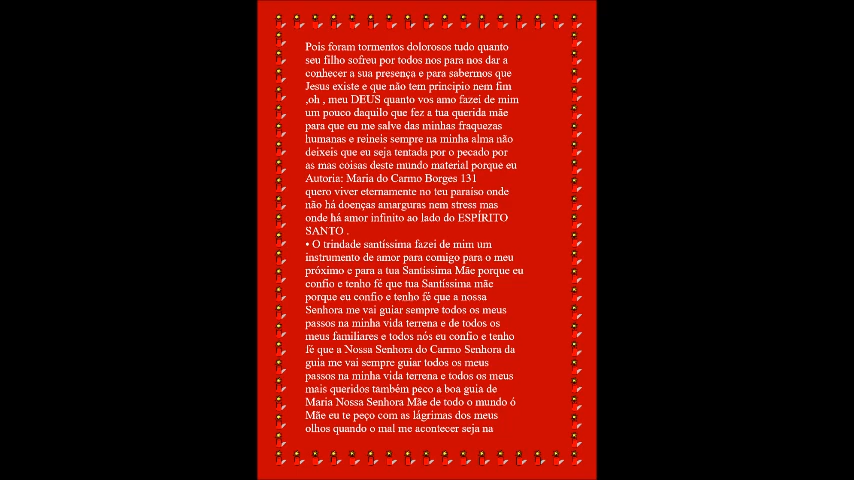 Pois foram tormentos dolorosos tudo quanto
seu filho sofreu por todos nos para nos dar a
conhecer a sua presença e para sabermos que
Jesus existe e que não tem principio nem fim
,oh , meu DEUS quanto vos amo fazei de mim
um pouco daquilo que fez a tua querida mãe
para que eu me salve das minhas fraquezas
humanas e reineis sempre na minha alma não
deixeis que eu seja tentada por o pecado por
as mas coisas deste mundo material porque eu
Autoria: Maria do Carmo Borges 131
quero viver eternamente no teu paraíso onde
não há doenças amarguras nem stress mas
onde há amor infinito ao lado do ESPÍRITO
SANTO .
• O trindade santíssima fazei de mim um
instrumento de amor para comigo para o meu
próximo e para a tua Santíssima Mãe porque eu
confio e tenho fé que tua Santíssima mãe
porque eu confio e tenho fé que a nossa
Senhora me vai guiar sempre todos os meus
passos na minha vida terrena e de todos os
meus familiares e todos nós eu confio e tenho
fé que a Nossa Senhora do Carmo Senhora da
guia me vai sempre guiar todos os meus
passos na minha vida terrena e todos os meus
mais queridos também peco a boa guia de
Maria Nossa Senhora Mãe de todo o mundo ó
Mãe eu te peço com as lágrimas dos meus
olhos quando o mal me acontecer seja na